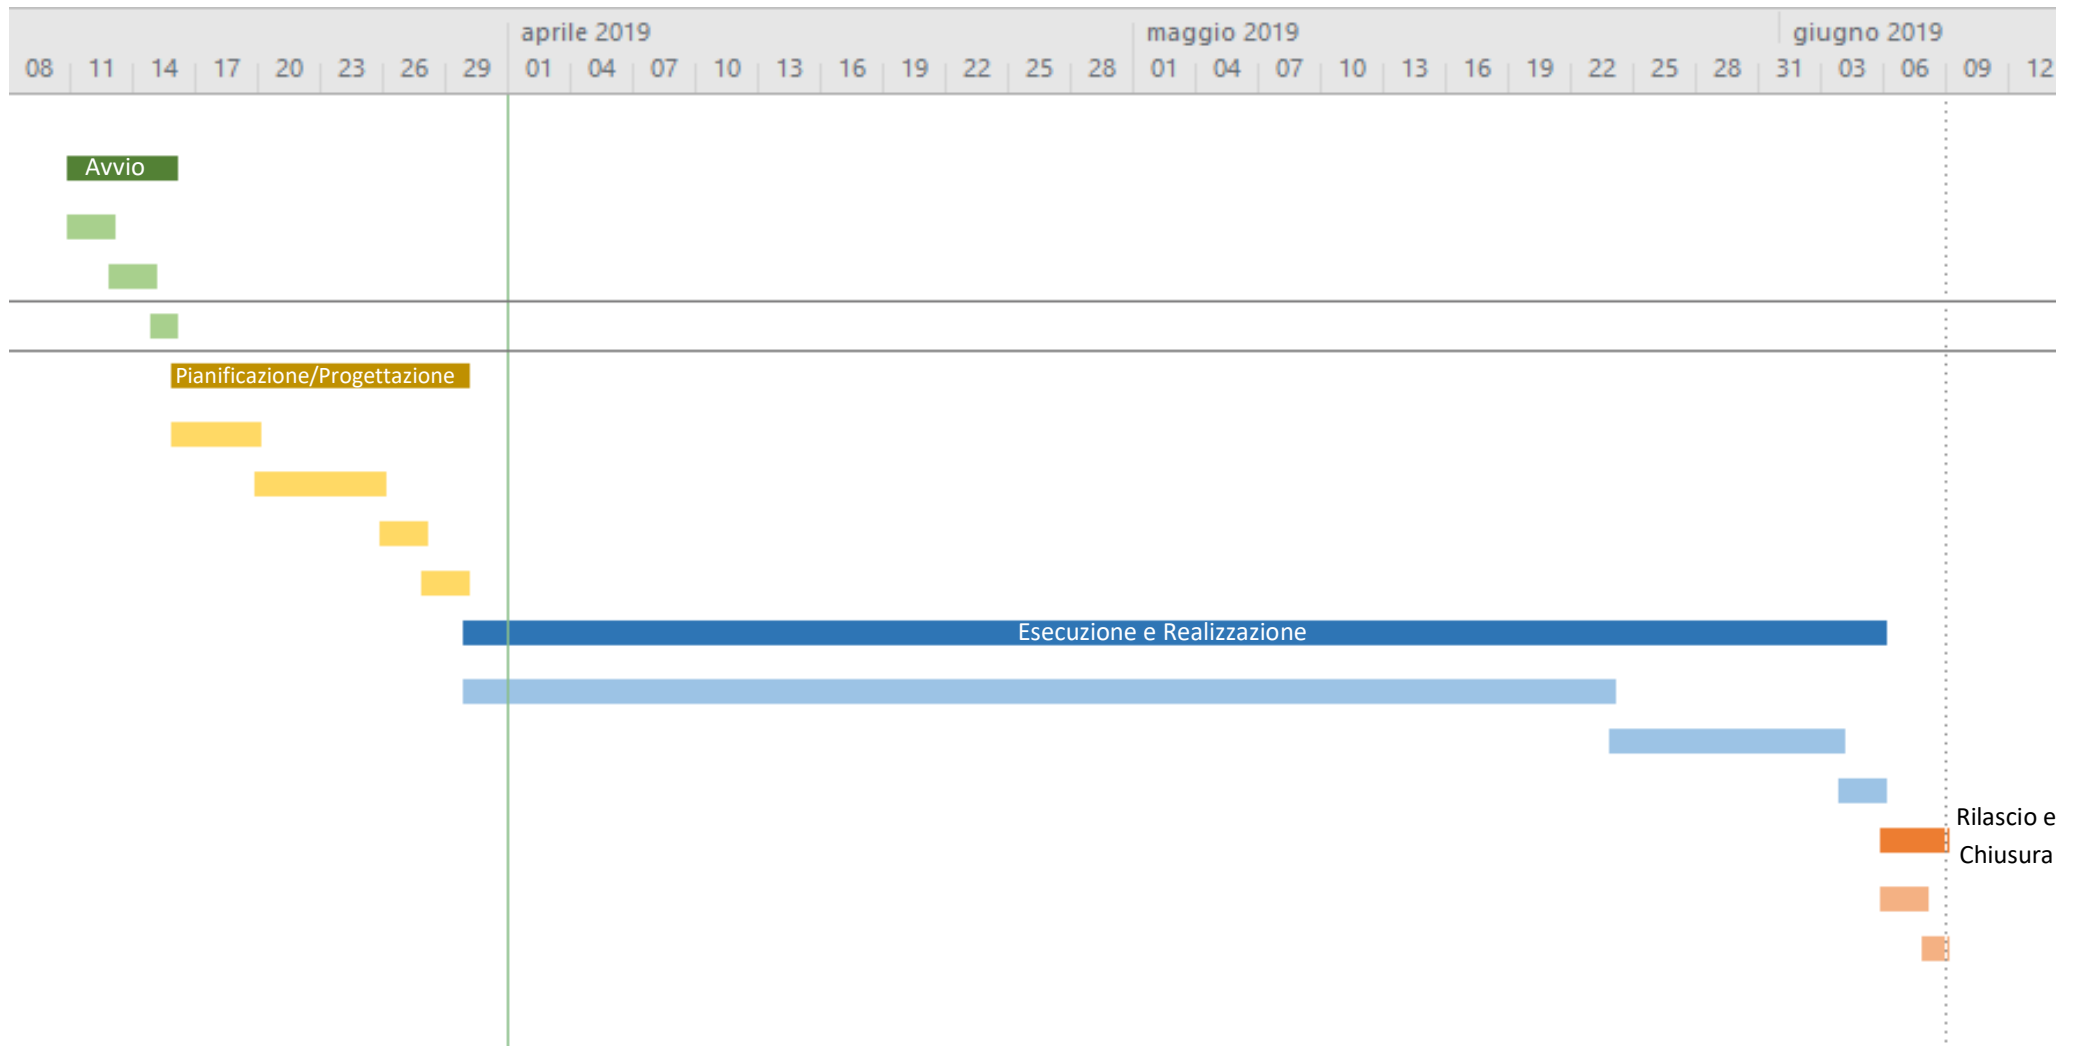 aprile 2019 maggio 2019 giugno 2019
08 11 14 17 20 23 26 29 01 04 07 10 13 16 19 22 25 28 01 04 07 10 13 16 19 22 25 28 31 03 06 09 12
Avvio
Pianificazione/Progettazione
Esecuzione e Realizzazione
Rilascio e
Chiusura